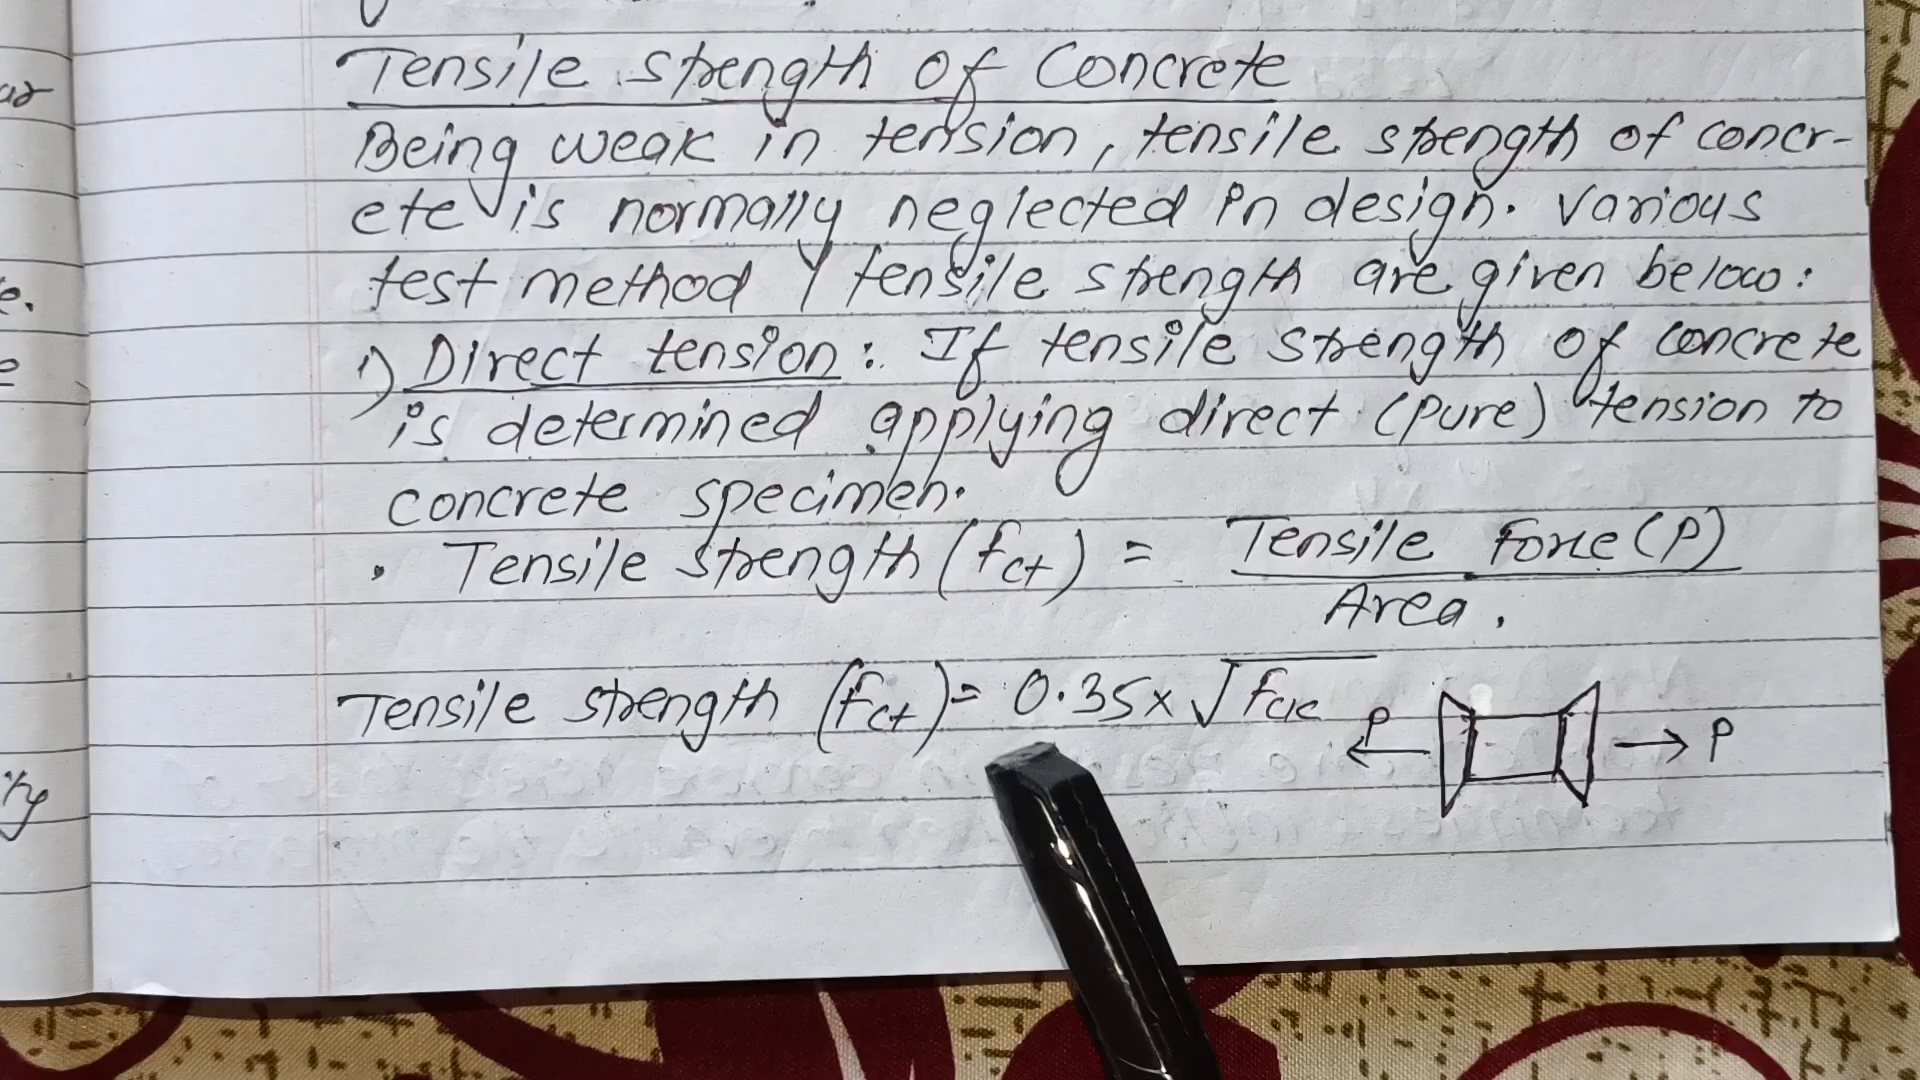 Tensile strength of Concrete
Being weak in tension, tensile strength of concr-
ete is normally neglected in design. Various
test method / tensile strength are given below:
1) Direct tension: If tensile strength of concrete
is determined applying direct (pure) tension to
concrete specimen.
• Tensile strength (fct) = Tensile Force (P)
Area.
Tensile strength (fct) = 0.35 x √fck
P
P